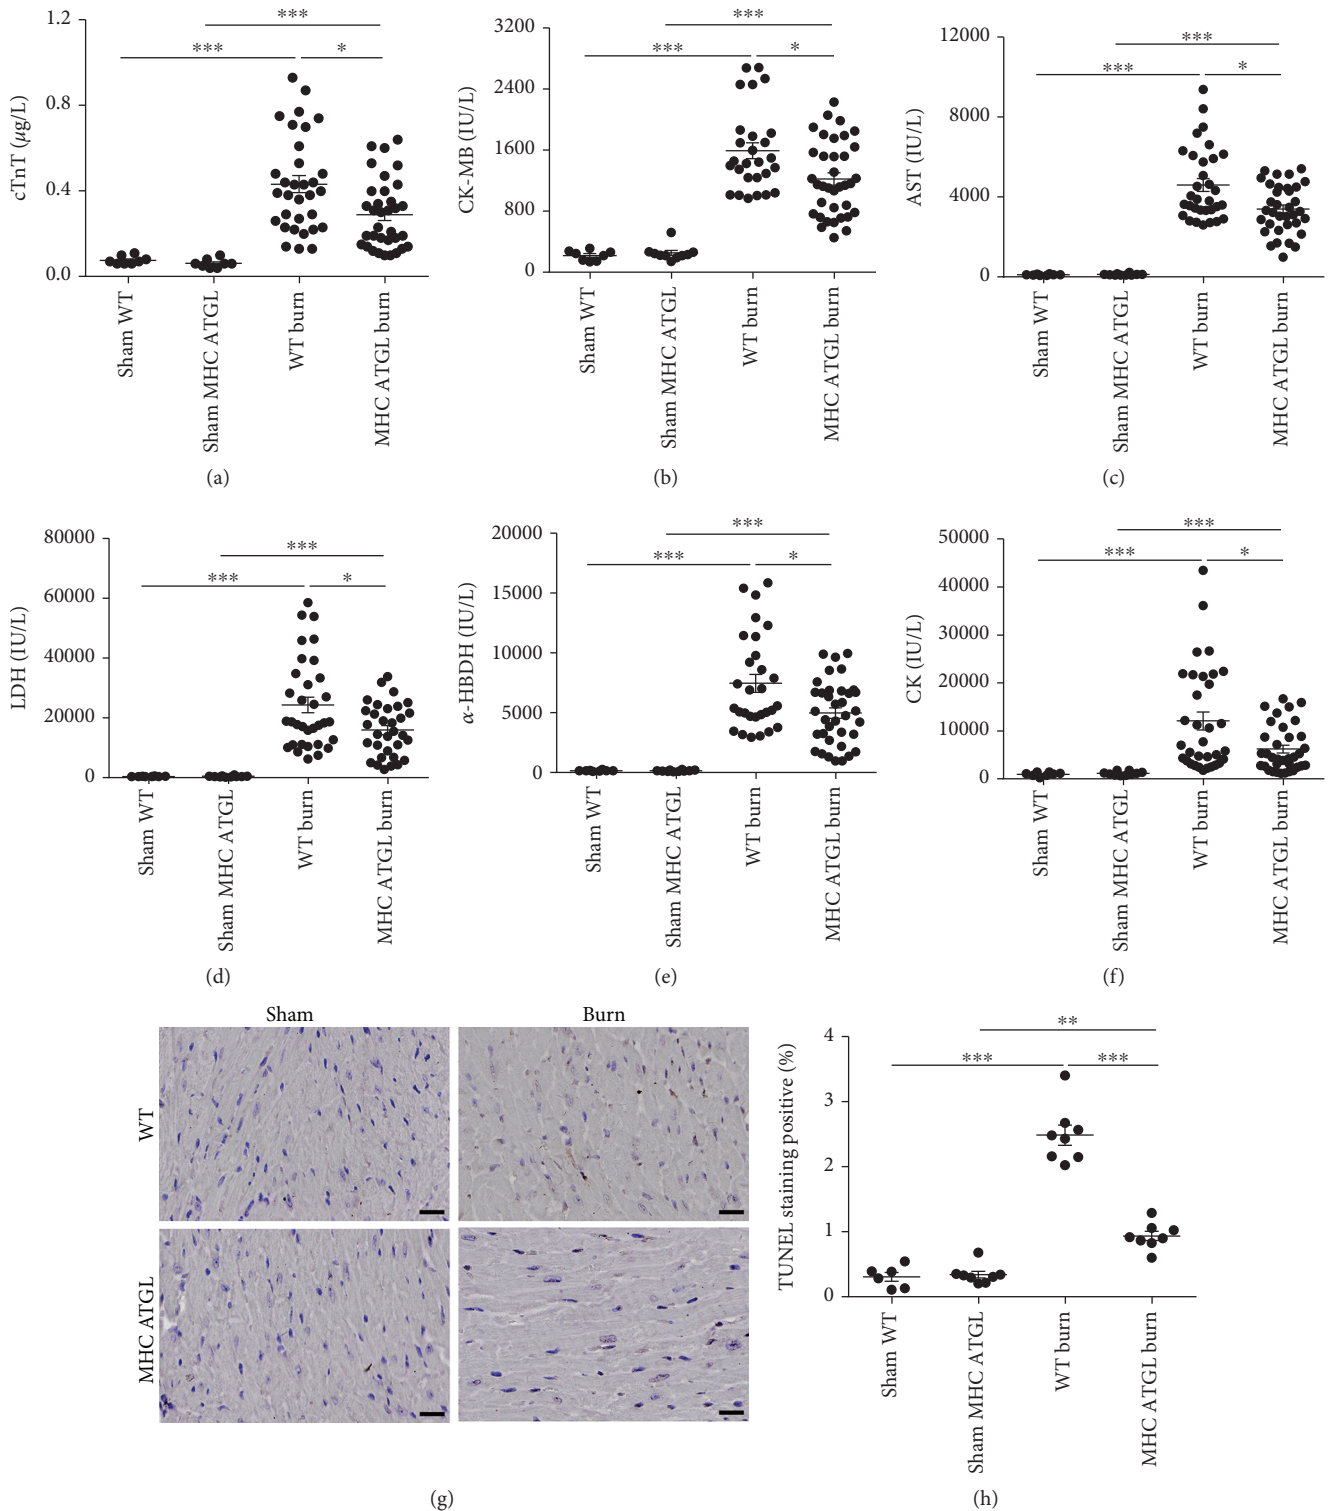 1.2
0.8
0.4
0.0
cTnT (μg/L)
***
***
*
Sham WT
Sham MHC ATGL
WT burn
MHC ATGL burn
(a)
3200
2400
1600
800
0
CK-MB (IU/L)
***
***
*
Sham WT
Sham MHC ATGL
WT burn
MHC ATGL burn
(b)
12000
8000
4000
0
AST (IU/L)
***
***
*
Sham WT
Sham MHC ATGL
WT burn
MHC ATGL burn
(c)
80000
60000
40000
20000
0
LDH (IU/L)
***
***
*
Sham WT
Sham MHC ATGL
WT burn
MHC ATGL burn
(d)
20000
15000
10000
5000
0
α-HBDH (IU/L)
***
***
*
Sham WT
Sham MHC ATGL
WT burn
MHC ATGL burn
(e)
50000
40000
30000
20000
10000
0
CK (IU/L)
***
***
*
Sham WT
Sham MHC ATGL
WT burn
MHC ATGL burn
(f)
Sham
Burn
WT
MHC ATGL
(g)
4
3
2
1
0
TUNEL staining positive (%)
**
***
***
Sham WT
Sham MHC ATGL
WT burn
MHC ATGL burn
(h)